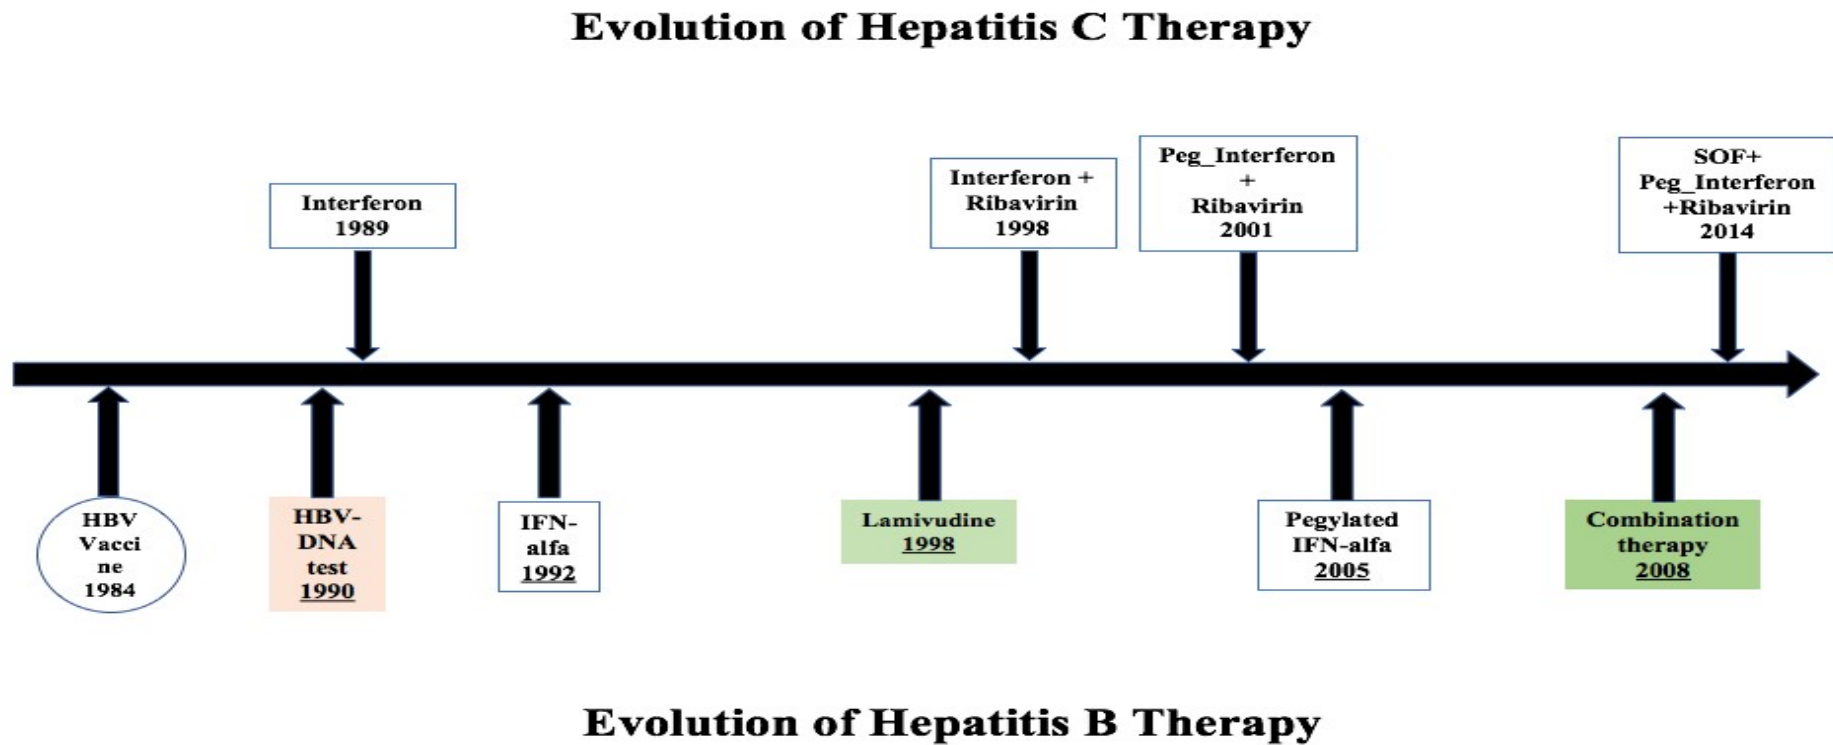 Evolution of Hepatitis C Therapy
Interferon
1989
Interferon +
Ribavirin
1998
Peg_Interferon
+
Ribavirin
2001
SOF+
Peg_Interferon
+Ribavirin
2014
HBV
Vacci
ne
1984
HBV-
DNA
test
1990
IFN-
alfa
1992
Lamivudine
1998
Pegylated
IFN-alfa
2005
Combination
therapy
2008
Evolution of Hepatitis B Therapy